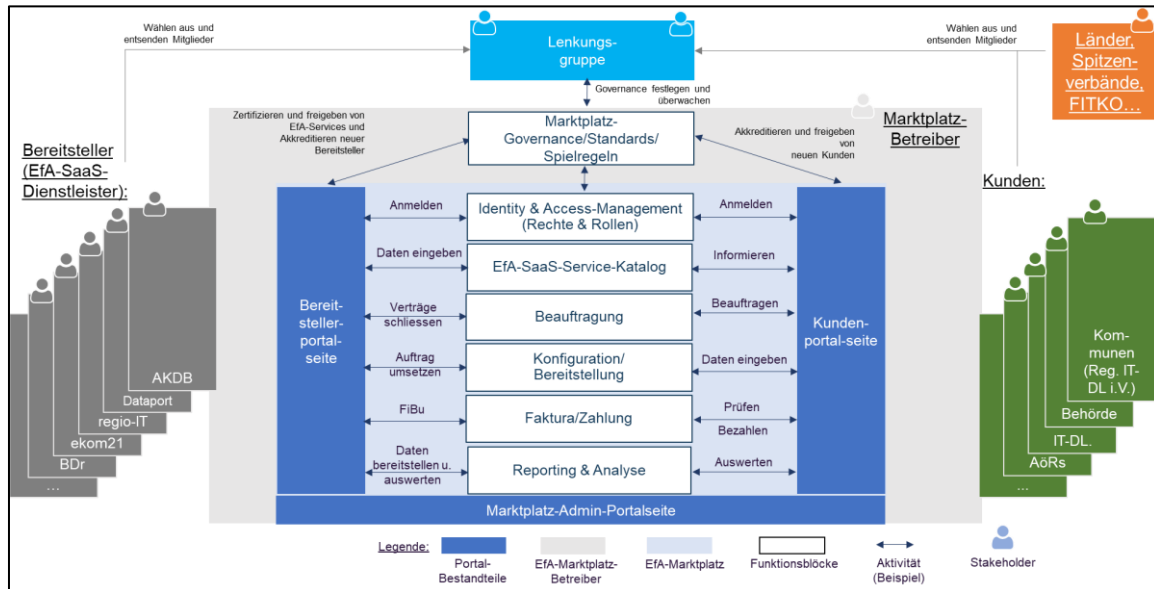 Wählen aus und
entsenden Mitglieder
Lenkungs-
gruppe
Wählen aus und
entsenden Mitglieder
Länder,
Spitzen-
verbände,
FITKO...
Governance festlegen und
überwachen
Zertifizieren und freigeben von
EfA-Services und
Akkreditieren neuer
Bereitsteller
Marktplatz-
Governance/Standards/
Spielregeln
Akkreditieren und freigeben
von
neuen Kunden
Marktplatz-
Betreiber
Bereitsteller
(EfA-SaaS-
Dienstleister):
Kunden:
Anmelden
Identity & Access-Management
(Rechte & Rollen)
Anmelden
Daten eingeben
EfA-SaaS-Service-Katalog
Informieren
Bereit-
steller-
portal-
seite
Verträge
schliessen
Beauftragung
Beauftragen
Kunden-
portal-seite
Auftrag
umsetzen
Konfiguration/
Bereitstellung
Daten eingeben
FiBu
Faktura/Zahlung
Prüfen
Bezahlen
Daten
bereitstellen u.
auswerten
Reporting & Analyse
Auswerten
Marktplatz-Admin-Portalseite
AKDB
Dataport
regio-IT
ekom21
BDr
...
Kom-
munen
(Reg. IT-
DL i.V.)
Behörde
IT-DL.
AöRs
...
Legende:
Portal-
Bestandteile
EfA-Marktplatz-
Betreiber
EfA-Marktplatz
Funktionsblöcke
Aktivität
(Beispiel)
Stakeholder